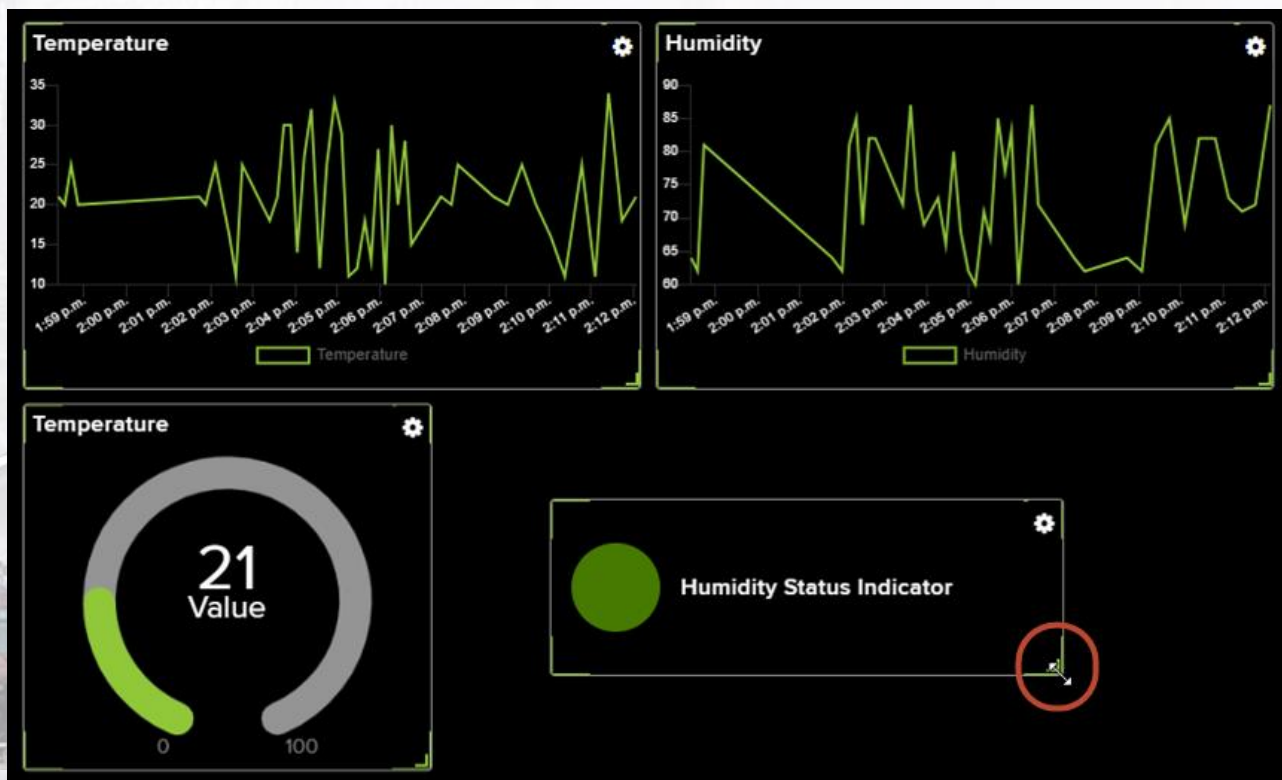 Temperature
35
30
25
20
15
10
1:59 p.m. 2:00 p.m. 2:01 p.m. 2:02 p.m. 2:03 p.m. 2:04 p.m. 2:05 p.m. 2:06 p.m. 2:07 p.m. 2:08 p.m. 2:09 p.m. 2:10 p.m. 2:11 p.m. 2:12 p.m.
Temperature
Humidity
90
85
80
75
70
65
60
1:59 p.m. 2:00 p.m. 2:01 p.m. 2:02 p.m. 2:03 p.m. 2:04 p.m. 2:05 p.m. 2:06 p.m. 2:07 p.m. 2:08 p.m. 2:09 p.m. 2:10 p.m. 2:11 p.m. 2:12 p.m.
Humidity
Temperature
21
Value
0 100
Humidity Status Indicator